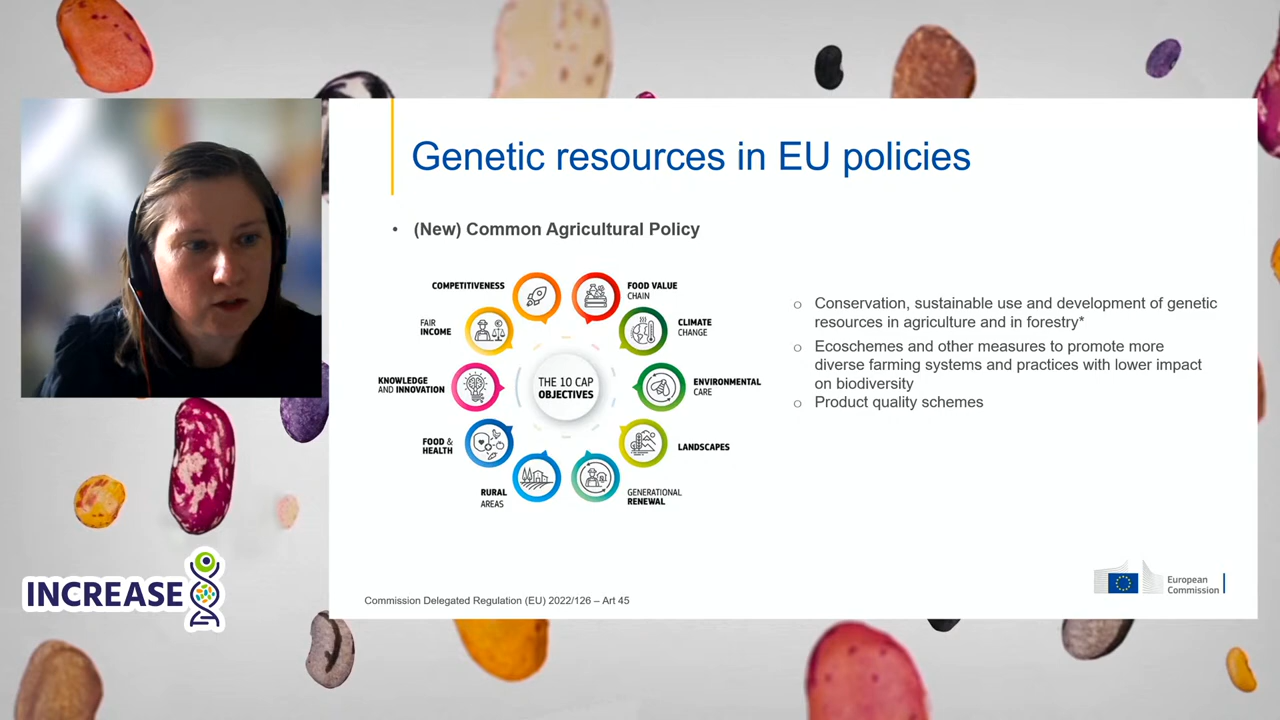 Genetic resources in EU policies
• (New) Common Agricultural Policy
COMPETITIVENESS
FOOD VALUE
CHAIN
FAIR
INCOME
CLIMATE
CHANGE
KNOWLEDGE
AND INNOVATION
THE 10 CAP
OBJECTIVES
ENVIRONMENTAL
CARE
FOOD &
HEALTH
LANDSCAPES
RURAL
AREAS
GENERATIONAL
RENEWAL
o Conservation, sustainable use and development of genetic
resources in agriculture and in forestry*
o Ecoschemes and other measures to promote more
diverse farming systems and practices with lower impact
on biodiversity
o Product quality schemes
INCREASE
Commission Delegated Regulation (EU) 2022/126 – Art 45
European
Commission